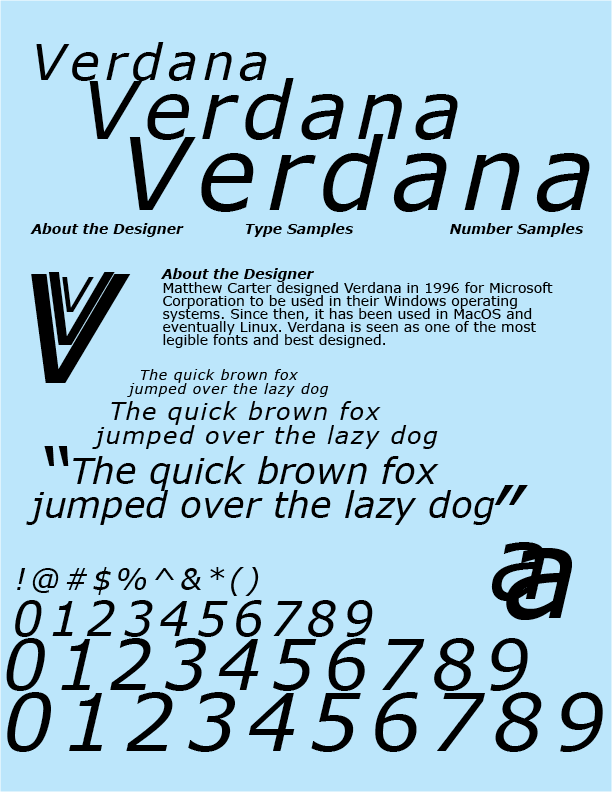 Verdana
Verdana
Verdana
About the Designer Type Samples Number Samples
V
V
V
About the Designer
Matthew Carter designed Verdana in 1996 for Microsoft
Corporation to be used in their Windows operating
systems. Since then, it has been used in MacOS and
eventually Linux. Verdana is seen as one of the most
legible fonts and best designed.
The quick brown fox
jumped over the lazy dog
The quick brown fox
jumped over the lazy dog
“The quick brown fox
jumped over the lazy dog”
a
a
!@#$%^&*()
0123456789
0123456789
0123456789